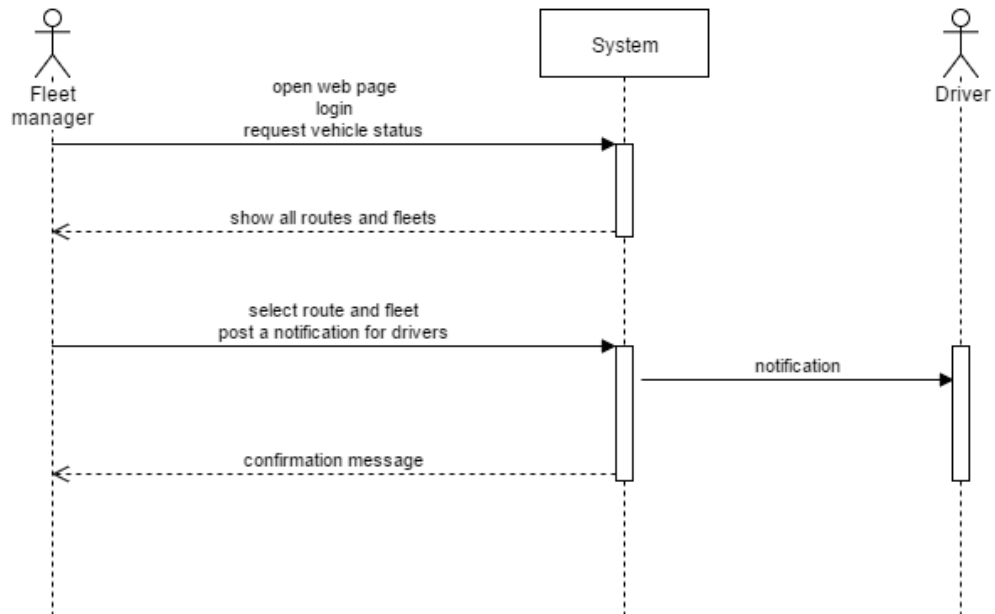 System
Fleet
manager
Driver
open web page
login
request vehicle status
show all routes and fleets
select route and fleet
post a notification for drivers
notification
confirmation message